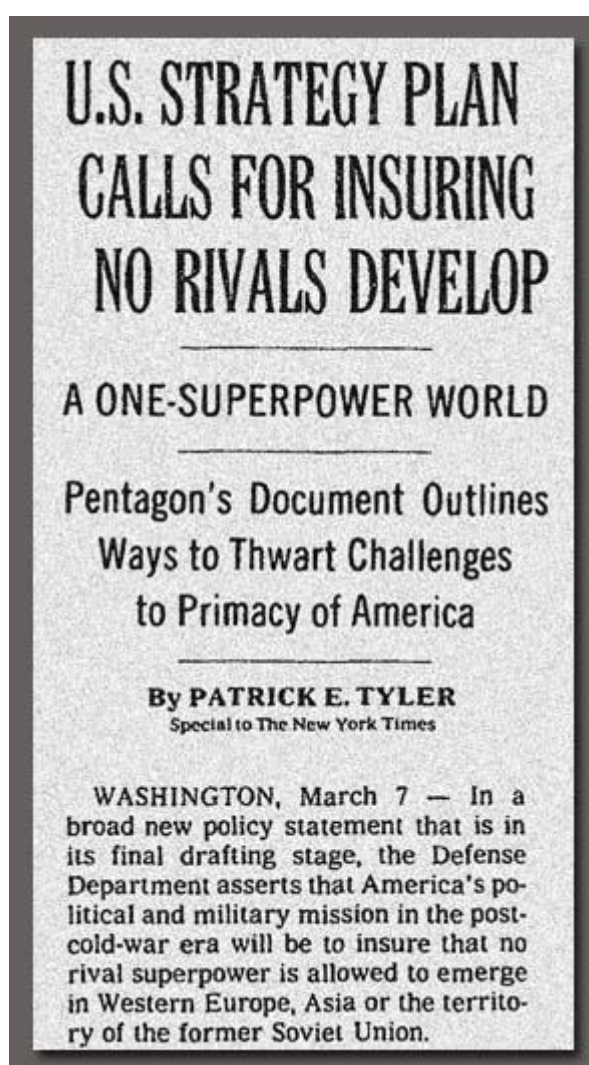 U.S. STRATEGY PLAN
CALLS FOR INSURING
NO RIVALS DEVELOP
A ONE-SUPERPOWER WORLD
Pentagon's Document Outlines
Ways to Thwart Challenges
to Primacy of America
By PATRICK E. TYLER
Special to The New York Times
WASHINGTON, March 7 — In a
broad new policy statement that is in
its final drafting stage, the Defense
Department asserts that America's po-
litical and military mission in the post-
cold-war era will be to insure that no
rival superpower is allowed to emerge
in Western Europe, Asia or the territo-
ry of the former Soviet Union.